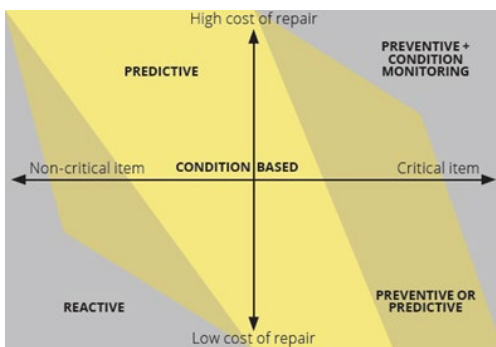 High cost of repair
PREDICTIVE
PREVENTIVE +
CONDITION
MONITORING
Non-critical item
CONDITION BASED
Critical item
REACTIVE
PREVENTIVE OR
PREDICTIVE
Low cost of repair